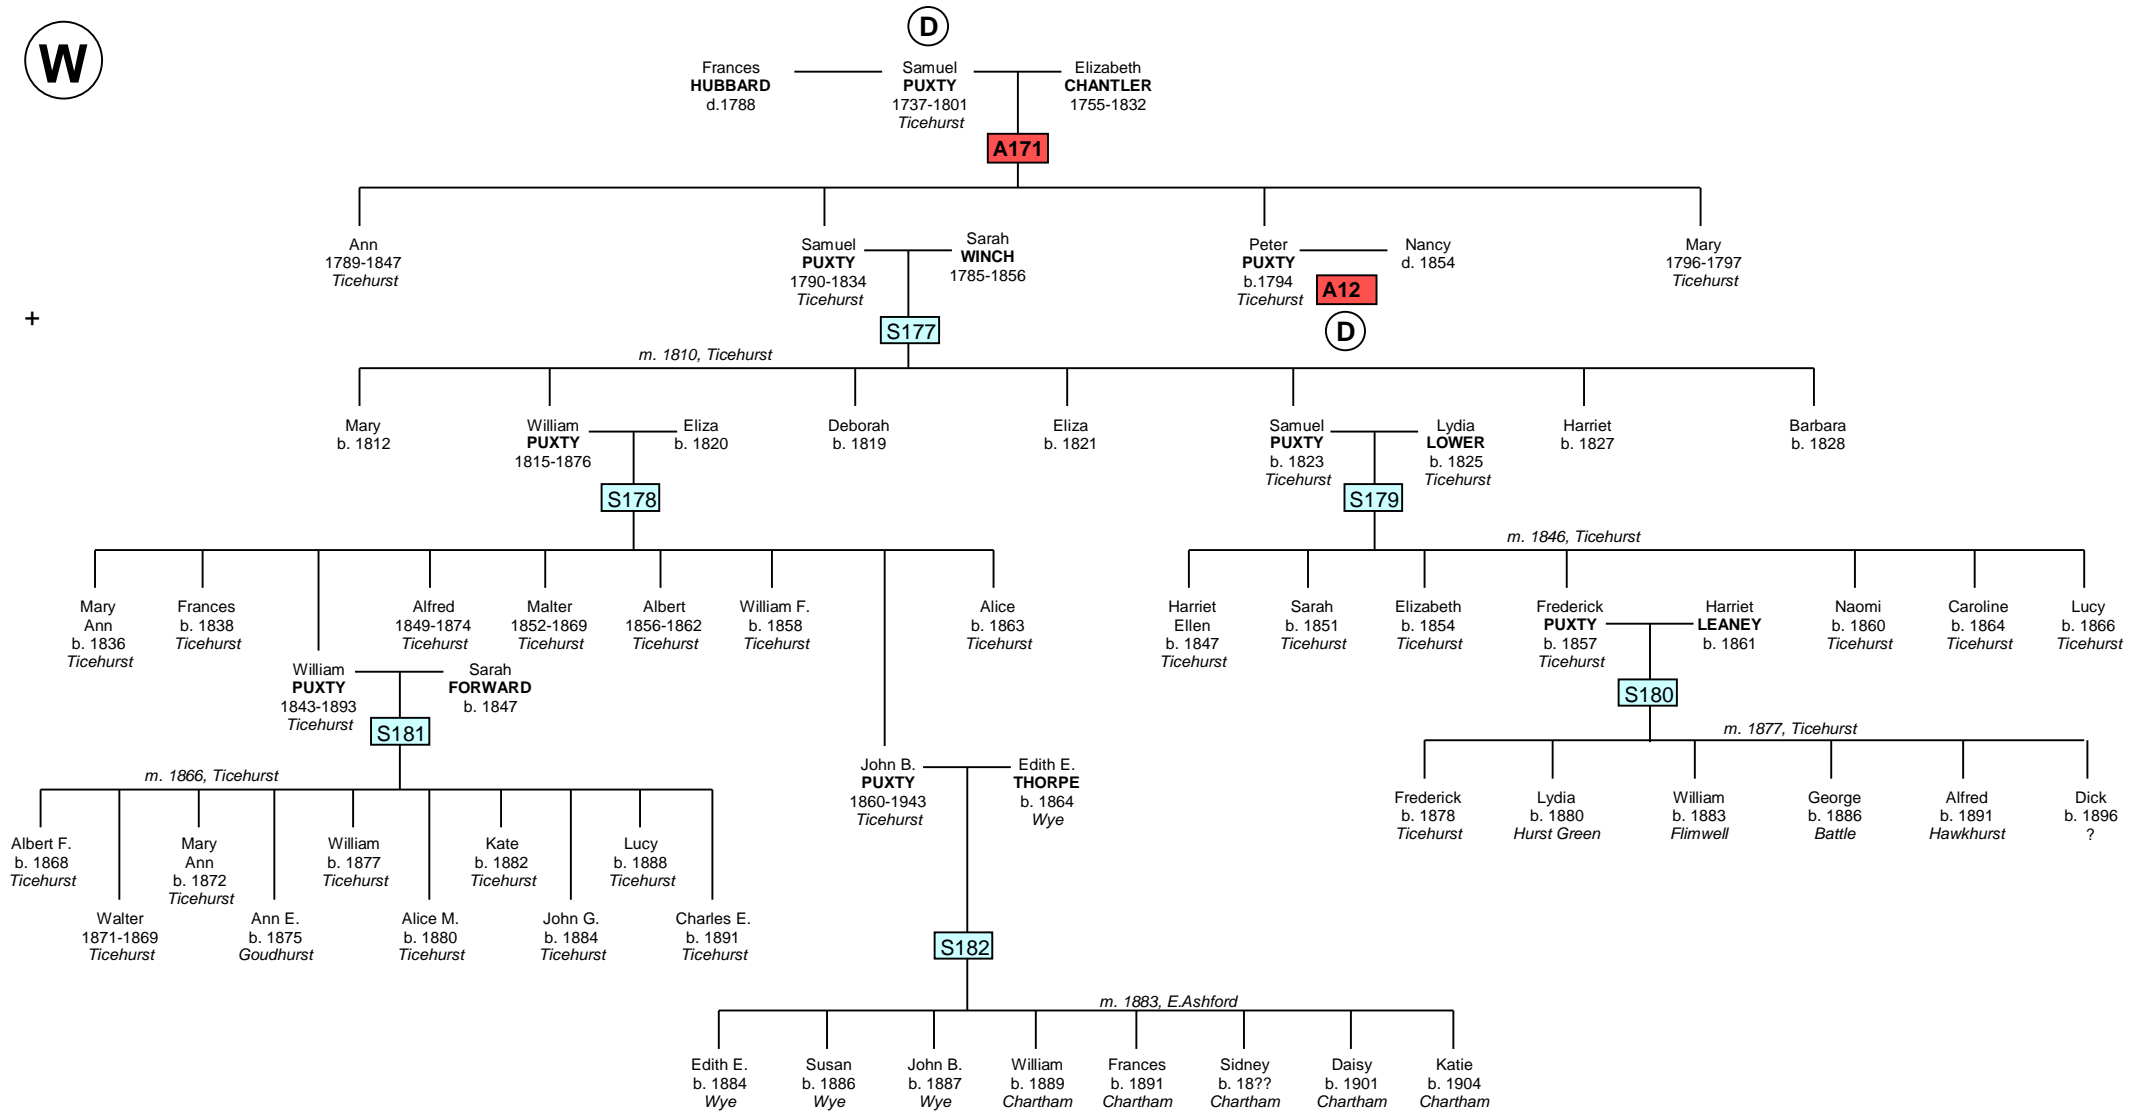 W
D
Frances
HUBBARD
d.1788
Samuel
PUXTY
1737-1801
Ticehurst
Elizabeth
CHANTLER
1755-1832
A171
Ann
1789-1847
Ticehurst
Samuel
PUXTY
1790-1834
Ticehurst
Sarah
WINCH
1785-1856
Peter
PUXTY
b.1794
Ticehurst
Nancy
d. 1854
A12
D
Mary
1796-1797
Ticehurst
+
S177
m. 1810, Ticehurst
Mary
b. 1812
William
PUXTY
1815-1876
Eliza
b. 1820
Deborah
b. 1819
Eliza
b. 1821
Samuel
PUXTY
b. 1823
Ticehurst
Lydia
LOWER
b. 1825
Ticehurst
Harriet
b. 1827
Barbara
b. 1828
S178
S179
m. 1846, Ticehurst
Mary
Ann
b. 1836
Ticehurst
Frances
b. 1838
Ticehurst
Alfred
1849-1874
Ticehurst
Malter
1852-1869
Ticehurst
Albert
1856-1862
Ticehurst
William F.
b. 1858
Ticehurst
Alice
b. 1863
Ticehurst
Harriet
Ellen
b. 1847
Ticehurst
Sarah
b. 1851
Ticehurst
Elizabeth
b. 1854
Ticehurst
Frederick
PUXTY
b. 1857
Ticehurst
Harriet
LEANEY
b. 1861
Naomi
b. 1860
Ticehurst
Caroline
b. 1864
Ticehurst
Lucy
b. 1866
Ticehurst
William
PUXTY
1843-1893
Ticehurst
Sarah
FORWARD
b. 1847
S181
S180
m. 1877, Ticehurst
m. 1866, Ticehurst
John B.
PUXTY
1860-1943
Ticehurst
Edith E.
THORPE
b. 1864
Wye
Frederick
b. 1878
Ticehurst
Lydia
b. 1880
Hurst Green
William
b. 1883
Flimwell
George
b. 1886
Battle
Alfred
b. 1891
Hawkhurst
Dick
b. 1896
?
Albert F.
b. 1868
Ticehurst
Mary
Ann
b. 1872
Ticehurst
William
b. 1877
Ticehurst
Kate
b. 1882
Ticehurst
Lucy
b. 1888
Ticehurst
Walter
1871-1869
Ticehurst
Ann E.
b. 1875
Goudhurst
Alice M.
b. 1880
Ticehurst
John G.
b. 1884
Ticehurst
Charles E.
b. 1891
Ticehurst
S182
m. 1883, E.Ashford
Edith E.
b. 1884
Wye
Susan
b. 1886
Wye
John B.
b. 1887
Wye
William
b. 1889
Chartham
Frances
b. 1891
Chartham
Sidney
b. 18??
Chartham
Daisy
b. 1901
Chartham
Katie
b. 1904
Chartham